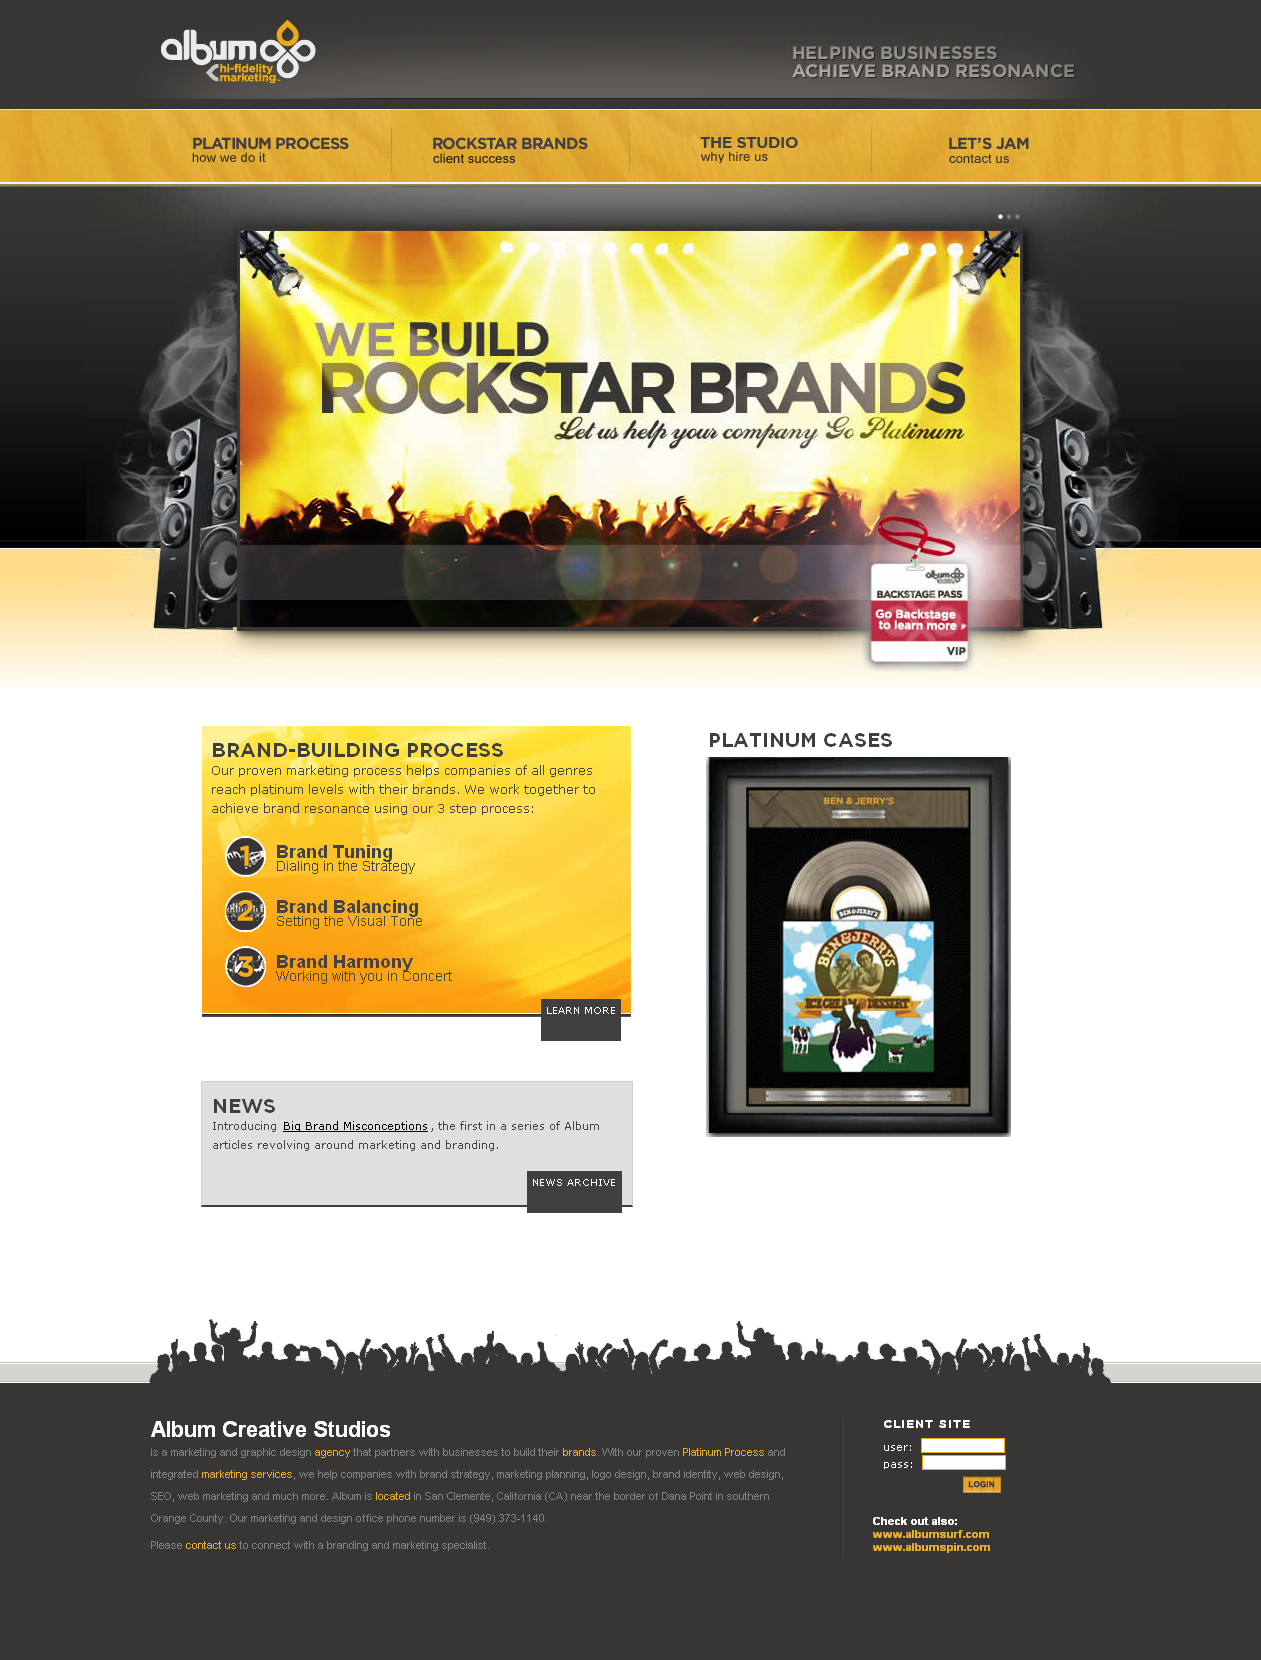 album
hi-fidelity
marketing
HELPING BUSINESSES
ACHIEVE BRAND RESONANCE
PLATINUM PROCESS
how we do it
ROCKSTAR BRANDS
client success
THE STUDIO
why hire us
LET'S JAM
contact us
WE BUILD
ROCKSTAR BRANDS
Let us help your company Go Platinum
album
BACKSTAGE PASS
Go Backstage
to learn more
VIP
BRAND-BUILDING PROCESS
Our proven marketing process helps companies of all genres
reach platinum levels with their brands. We work together to
achieve brand resonance using our 3 step process:
1
Brand Tuning
Dialing in the Strategy
2
Brand Balancing
Setting the Visual Tone
3
Brand Harmony
Working with you in Concert
LEARN MORE
PLATINUM CASES
BEN & JERRY'S
BEN & JERRY'S
BEN & JERRY'S
ICE CREAM DESSERT
NEWS
Introducing Big Brand Misconceptions, the first in a series of Album
articles revolving around marketing and branding.
NEWS ARCHIVE
Album Creative Studios
is a marketing and graphic design agency that partners with businesses to build their brands. With our proven Platinum Process and
integrated marketing services, we help companies with brand strategy, marketing planning, logo design, brand identity, web design,
SEO, web marketing and much more. Album is located in San Clemente, California (CA) near the border of Dana Point in southern
Orange County. Our marketing and design office phone number is (949) 373-1140.
Please contact us to connect with a branding and marketing specialist.
CLIENT SITE
user:
pass:
LOGIN
Check out also:
www.albumsurf.com
www.albumspin.com